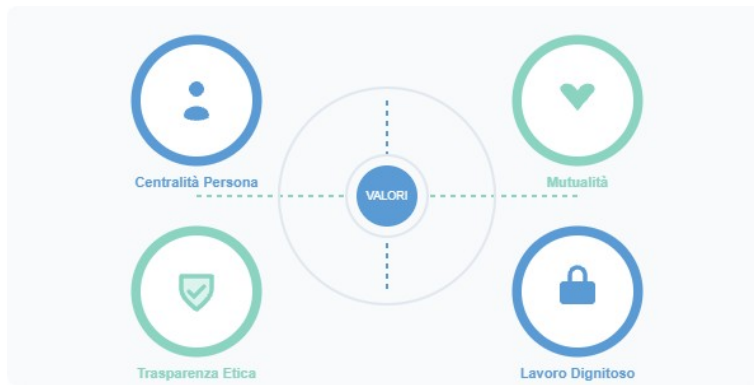 Centralità Persona
Mutualità
VALORI
Trasparenza Etica
Lavoro Dignitoso